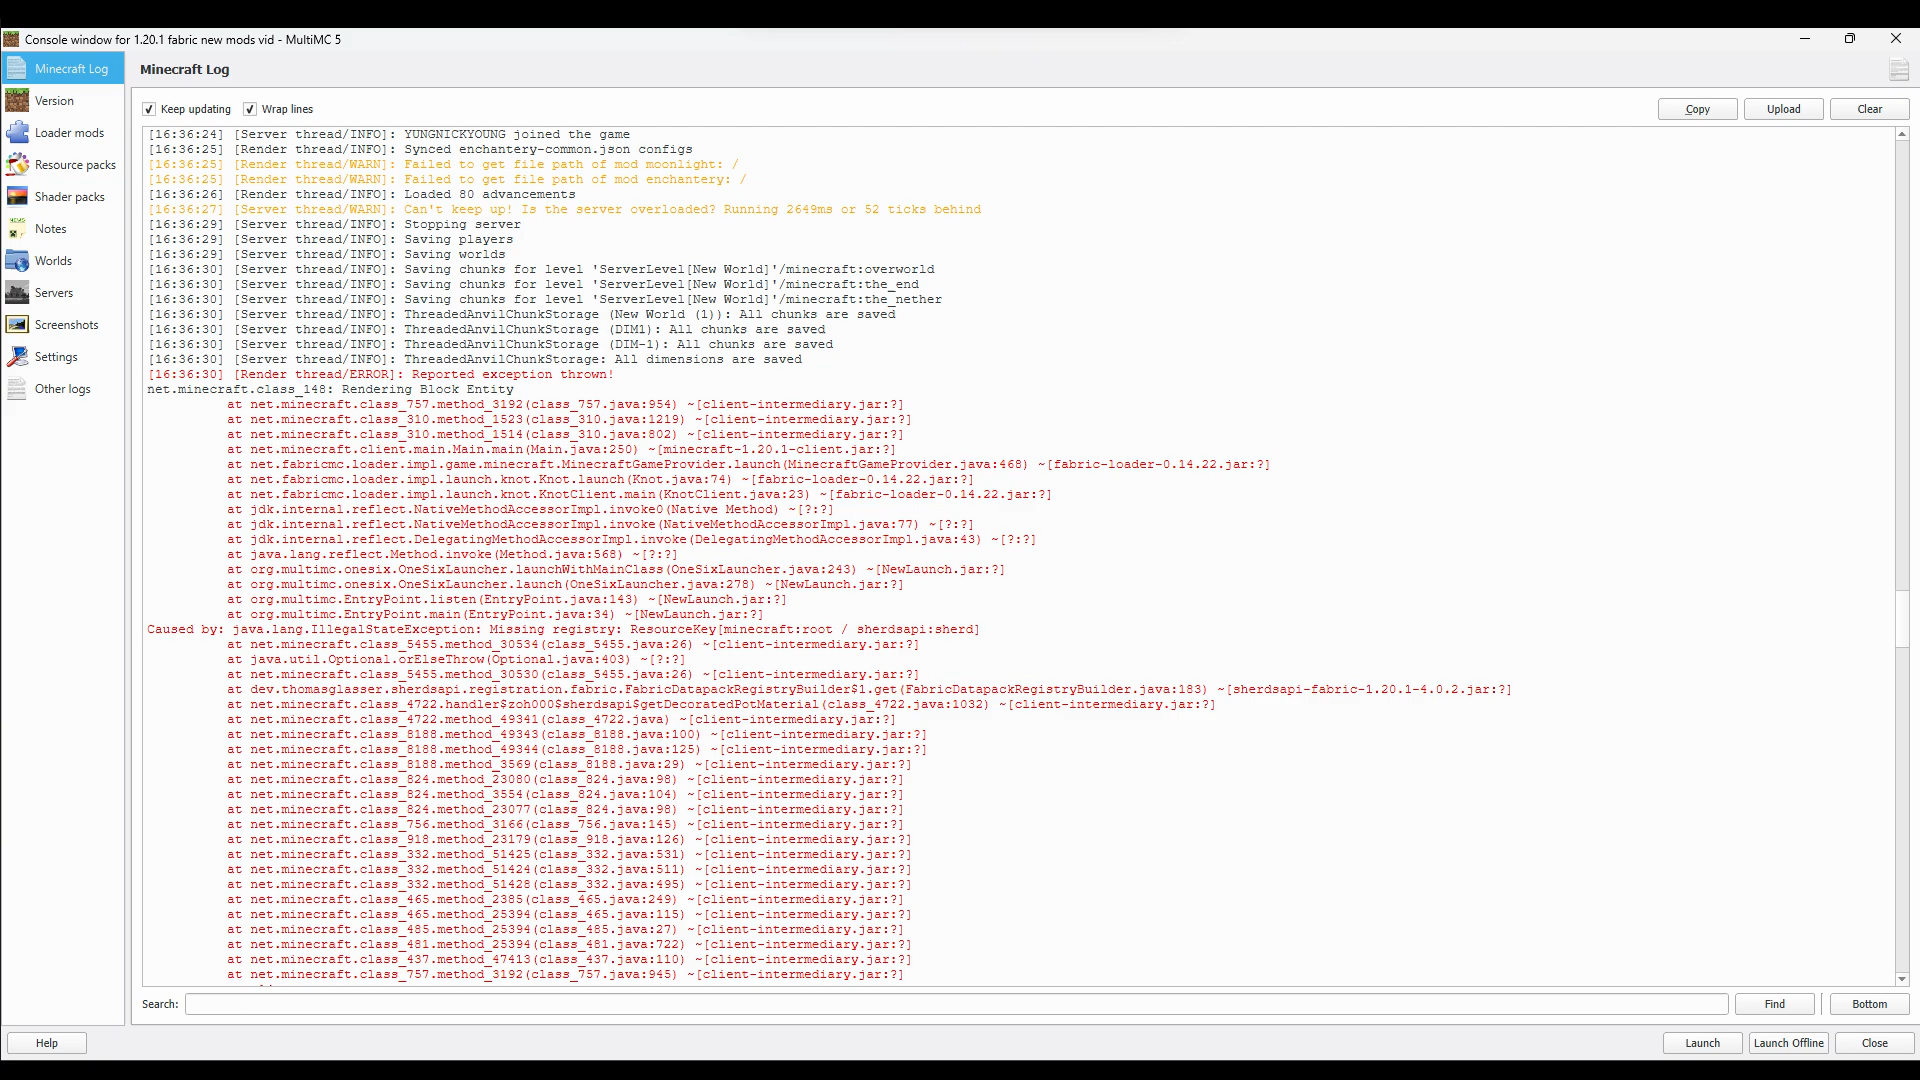 Console window for 1.20.1 fabric new mods vid - MultiMC 5
Minecraft Log
Version
Loader mods
Resource packs
Shader packs
Notes
Worlds
Servers
Screenshots
Settings
Other logs
Minecraft Log
Keep updating Wrap lines Copy Upload Clear
[16:36:24] [Server thread/INFO]: YUNGNICKYOUNG joined the game
[16:36:25] [Render thread/INFO]: Synced enchantery-common.json configs
[16:36:25] [Render thread/WARN]: Failed to get file path of mod moonlight: /
[16:36:25] [Render thread/WARN]: Failed to get file path of mod enchantery: /
[16:36:26] [Render thread/INFO]: Loaded 80 advancements
[16:36:27] [Server thread/WARN]: Can't keep up! Is the server overloaded? Running 2649ms or 52 ticks behind
[16:36:29] [Server thread/INFO]: Stopping server
[16:36:29] [Server thread/INFO]: Saving players
[16:36:29] [Server thread/INFO]: Saving worlds
[16:36:30] [Server thread/INFO]: Saving chunks for level 'ServerLevel[New World]'/minecraft:overworld
[16:36:30] [Server thread/INFO]: Saving chunks for level 'ServerLevel[New World]'/minecraft:the_end
[16:36:30] [Server thread/INFO]: Saving chunks for level 'ServerLevel[New World]'/minecraft:the_nether
[16:36:30] [Server thread/INFO]: ThreadedAnvilChunkStorage (New World (1)): All chunks are saved
[16:36:30] [Server thread/INFO]: ThreadedAnvilChunkStorage (DIM1): All chunks are saved
[16:36:30] [Server thread/INFO]: ThreadedAnvilChunkStorage (DIM-1): All chunks are saved
[16:36:30] [Server thread/INFO]: ThreadedAnvilChunkStorage: All dimensions are saved
[16:36:30] [Render thread/ERROR]: Reported exception thrown!
net.minecraft.class_148: Rendering Block Entity
at net.minecraft.class_757.method_3192(class_757.java:954) ~[client-intermediary.jar:?]
at net.minecraft.class_310.method_1523(class_310.java:1219) ~[client-intermediary.jar:?]
at net.minecraft.class_310.method_1514(class_310.java:802) ~[client-intermediary.jar:?]
at net.minecraft.client.main.Main.main(Main.java:250) ~[minecraft-1.20.1-client.jar:?]
at net.fabricmc.loader.impl.game.minecraft.MinecraftGameProvider.launch(MinecraftGameProvider.java:468) ~[fabric-loader-0.14.22.jar:?]
at net.fabricmc.loader.impl.launch.knot.Knot.launch(Knot.java:74) ~[fabric-loader-0.14.22.jar:?]
at net.fabricmc.loader.impl.launch.knot.KnotClient.main(KnotClient.java:23) ~[fabric-loader-0.14.22.jar:?]
at jdk.internal.reflect.NativeMethodAccessorImpl.invoke0(Native Method) ~[?:?]
at jdk.internal.reflect.NativeMethodAccessorImpl.invoke(NativeMethodAccessorImpl.java:77) ~[?:?]
at jdk.internal.reflect.DelegatingMethodAccessorImpl.invoke(DelegatingMethodAccessorImpl.java:43) ~[?:?]
at java.lang.reflect.Method.invoke(Method.java:568) ~[?:?]
at org.multimc.onesix.OneSixLauncher.launchWithMainClass(OneSixLauncher.java:243) ~[NewLaunch.jar:?]
at org.multimc.onesix.OneSixLauncher.launch(OneSixLauncher.java:278) ~[NewLaunch.jar:?]
at org.multimc.EntryPoint.listen(EntryPoint.java:143) ~[NewLaunch.jar:?]
at org.multimc.EntryPoint.main(EntryPoint.java:34) ~[NewLaunch.jar:?]
Caused by: java.lang.IllegalStateException: Missing registry: ResourceKey[minecraft:root / sherdsapi:sherd]
at net.minecraft.class_5455.method_30534(class_5455.java:26) ~[client-intermediary.jar:?]
at java.util.Optional.orElseThrow(Optional.java:403) ~[?:?]
at net.minecraft.class_5455.method_30530(class_5455.java:26) ~[client-intermediary.jar:?]
at dev.thomasglasser.sherdsapi.registration.fabric.FabricDatapackRegistryBuilder$1.get(FabricDatapackRegistryBuilder.java:183) ~[sherdsapi-fabric-1.20.1-4.0.2.jar:?]
at net.minecraft.class_4722.handler$zoh000$sherdsapi$getDecoratedPotMaterial(class_4722.java:1032) ~[client-intermediary.jar:?]
at net.minecraft.class_4722.method_49341(class_4722.java) ~[client-intermediary.jar:?]
at net.minecraft.class_8188.method_49343(class_8188.java:100) ~[client-intermediary.jar:?]
at net.minecraft.class_8188.method_49344(class_8188.java:125) ~[client-intermediary.jar:?]
at net.minecraft.class_8188.method_3569(class_8188.java:29) ~[client-intermediary.jar:?]
at net.minecraft.class_824.method_23080(class_824.java:98) ~[client-intermediary.jar:?]
at net.minecraft.class_824.method_3554(class_824.java:104) ~[client-intermediary.jar:?]
at net.minecraft.class_824.method_23077(class_824.java:98) ~[client-intermediary.jar:?]
at net.minecraft.class_756.method_3166(class_756.java:145) ~[client-intermediary.jar:?]
at net.minecraft.class_918.method_23179(class_918.java:126) ~[client-intermediary.jar:?]
at net.minecraft.class_332.method_51425(class_332.java:531) ~[client-intermediary.jar:?]
at net.minecraft.class_332.method_51424(class_332.java:511) ~[client-intermediary.jar:?]
at net.minecraft.class_332.method_51428(class_332.java:495) ~[client-intermediary.jar:?]
at net.minecraft.class_465.method_2385(class_465.java:249) ~[client-intermediary.jar:?]
at net.minecraft.class_465.method_25394(class_465.java:115) ~[client-intermediary.jar:?]
at net.minecraft.class_485.method_25394(class_485.java:27) ~[client-intermediary.jar:?]
at net.minecraft.class_481.method_25394(class_481.java:722) ~[client-intermediary.jar:?]
at net.minecraft.class_437.method_47413(class_437.java:110) ~[client-intermediary.jar:?]
at net.minecraft.class_757.method_3192(class_757.java:945) ~[client-intermediary.jar:?]
Search: Find Bottom
Help Launch Launch Offline Close